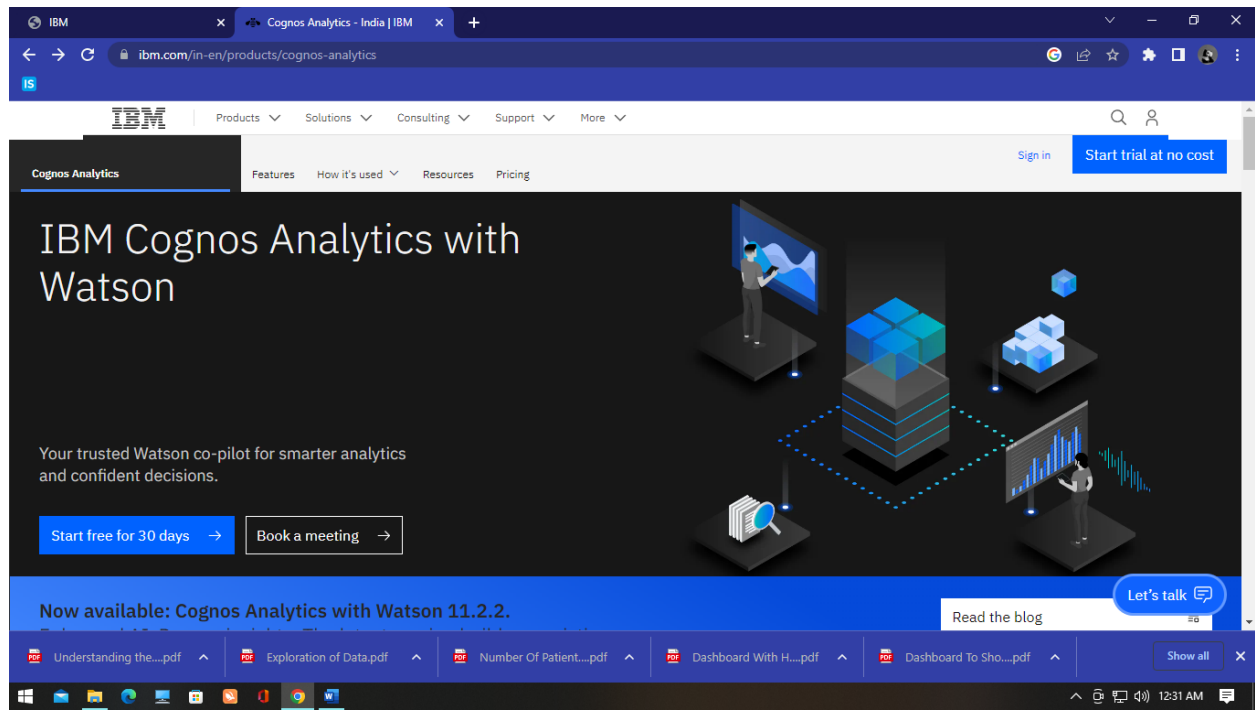 IBM
Cognos Analytics - India | IBM
ibm.com/in-en/products/cognos-analytics
IS
IBM Products Solutions Consulting Support More
Sign in Start trial at no cost
Cognos Analytics Features How it's used Resources Pricing
IBM Cognos Analytics with
Watson
Your trusted Watson co-pilot for smarter analytics
and confident decisions.
Start free for 30 days → Book a meeting →
Let's talk
Now available: Cognos Analytics with Watson 11.2.2.
Read the blog
Understanding the....pdf Exploration of Data.pdf Number Of Patient....pdf Dashboard With H....pdf Dashboard To Sho....pdf Show all
12:31 AM